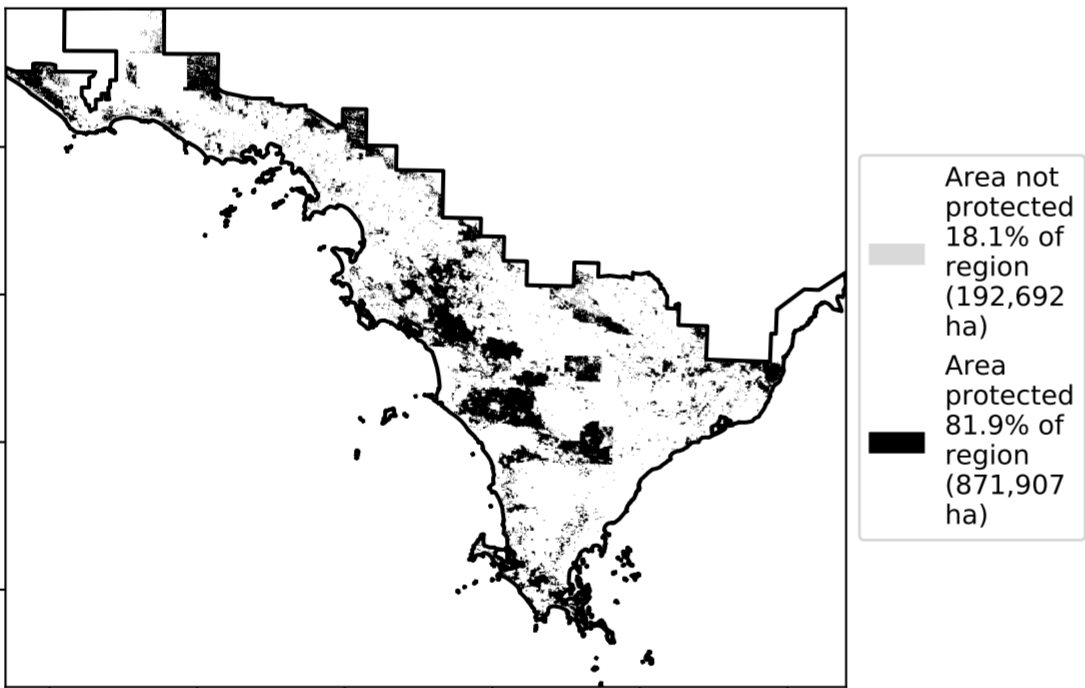 Area not
protected
18.1% of
region
(192,692
ha)
Area
protected
81.9% of
region
(871,907
ha)